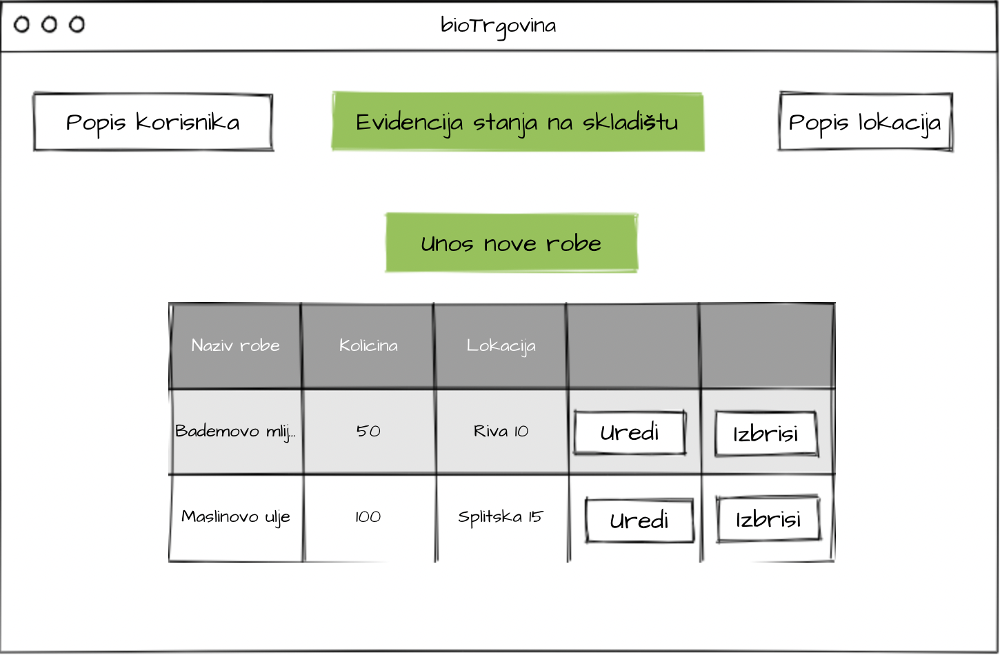 bioTrgovina
Popis korisnika
Evidencija stanja na skladištu
Popis lokacija
Unos nove robe
Naziv robe
Kolicina
Lokacija
Bademovo mlij...
50
Riva 10
Uredi
Izbrisi
Maslinovo ulje
100
Splitska 15
Uredi
Izbrisi